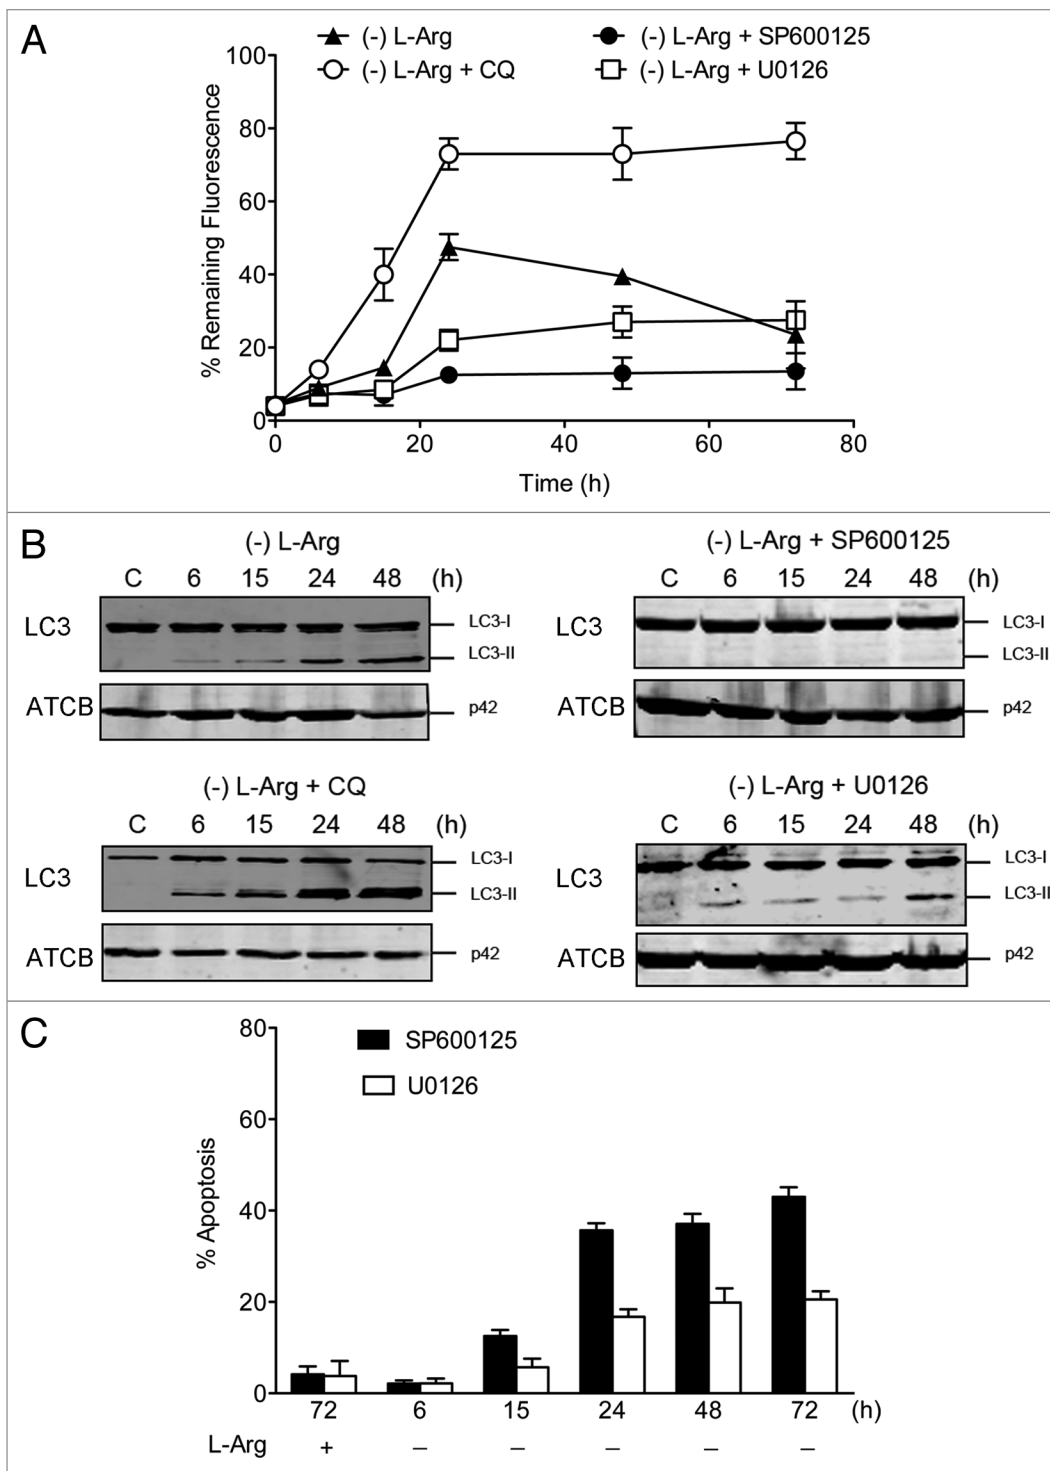 A
(-) L-Arg
(-) L-Arg + SP600125
(-) L-Arg + CQ
(-) L-Arg + U0126
% Remaining Fluorescence
100
80
60
40
20
0
0 20 40 60 80
Time (h)
B
(-) L-Arg
C 6 15 24 48 (h)
LC3
LC3-I
LC3-II
ATCB
p42
(-) L-Arg + SP600125
C 6 15 24 48 (h)
LC3
LC3-I
LC3-II
ATCB
p42
(-) L-Arg + CQ
C 6 15 24 48 (h)
LC3
LC3-I
LC3-II
ATCB
p42
(-) L-Arg + U0126
C 6 15 24 48 (h)
LC3
LC3-I
LC3-II
ATCB
p42
C
SP600125
U0126
% Apoptosis
80
60
40
20
0
72 6 15 24 48 72 (h)
L-Arg + – – – – –